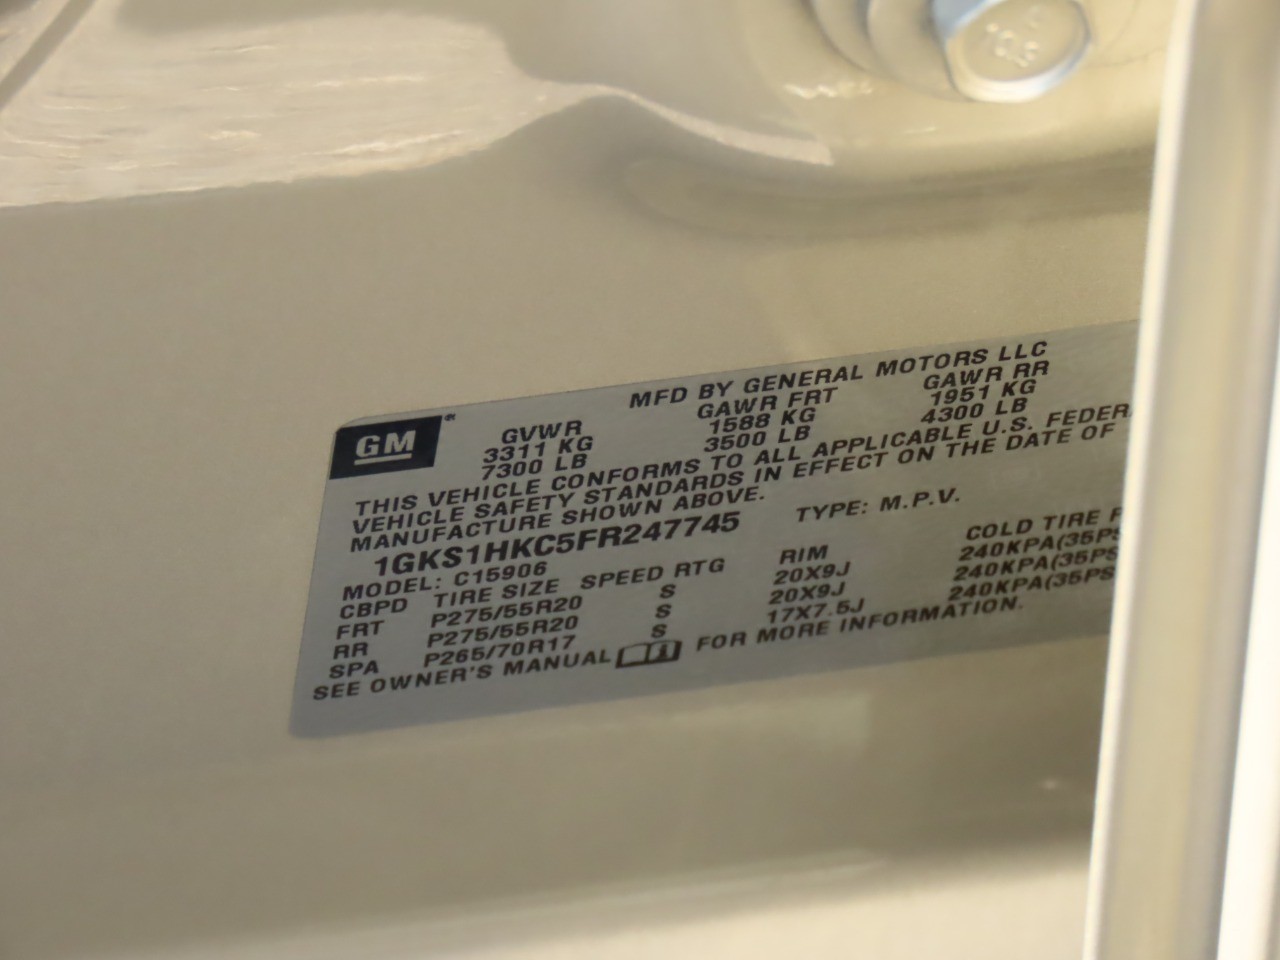 MFD BY GENERAL MOTORS LLC
GM GVWR GAWR FRT GAWR RR
3311 KG 1588 KG 1951 KG
7300 LB 3500 LB 4300 LB
THIS VEHICLE CONFORMS TO ALL APPLICABLE U.S. FEDER
VEHICLE SAFETY STANDARDS IN EFFECT ON THE DATE OF
MANUFACTURE SHOWN ABOVE.
1GKS1HKC5FR247745 TYPE: M.P.V.
MODEL: C15906
CBPD TIRE SIZE SPEED RTG RIM COLD TIRE P
FRT P275/55R20 S 20X9J 240KPA(35PS
RR P275/55R20 S 20X9J 240KPA(35PS
SPA P265/70R17 S 17X7.5J 240KPA(35PS
SEE OWNER'S MANUAL FOR MORE INFORMATION.